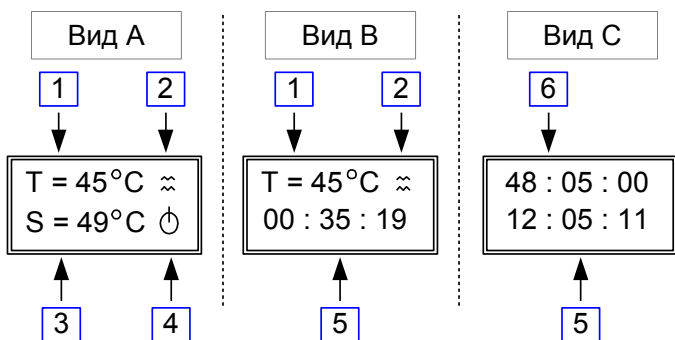 Вид A
Вид B
Вид C
1
2
1
2
6
T = 45°C ≈
S = 49°C
T = 45°C ≈
00 : 35 : 19
48 : 05 : 00
12 : 05 : 11
3
4
5
5